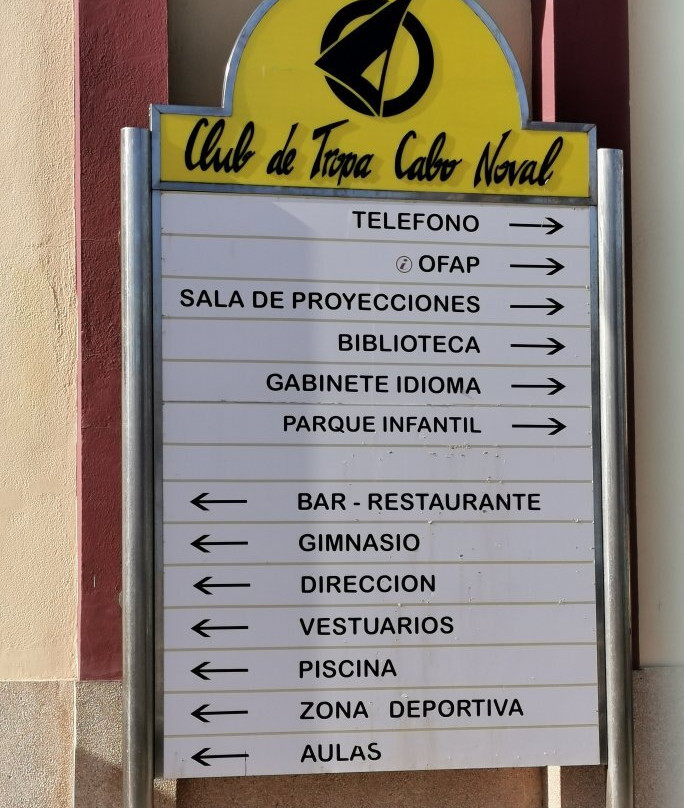 Club de Tropa Cabo Noval
TELEFONO →
i OFAP →
SALA DE PROYECCIONES →
BIBLIOTECA →
GABINETE IDIOMA →
PARQUE INFANTIL →
← BAR - RESTAURANTE
← GIMNASIO
← DIRECCION
← VESTUARIOS
← PISCINA
← ZONA DEPORTIVA
← AULAS